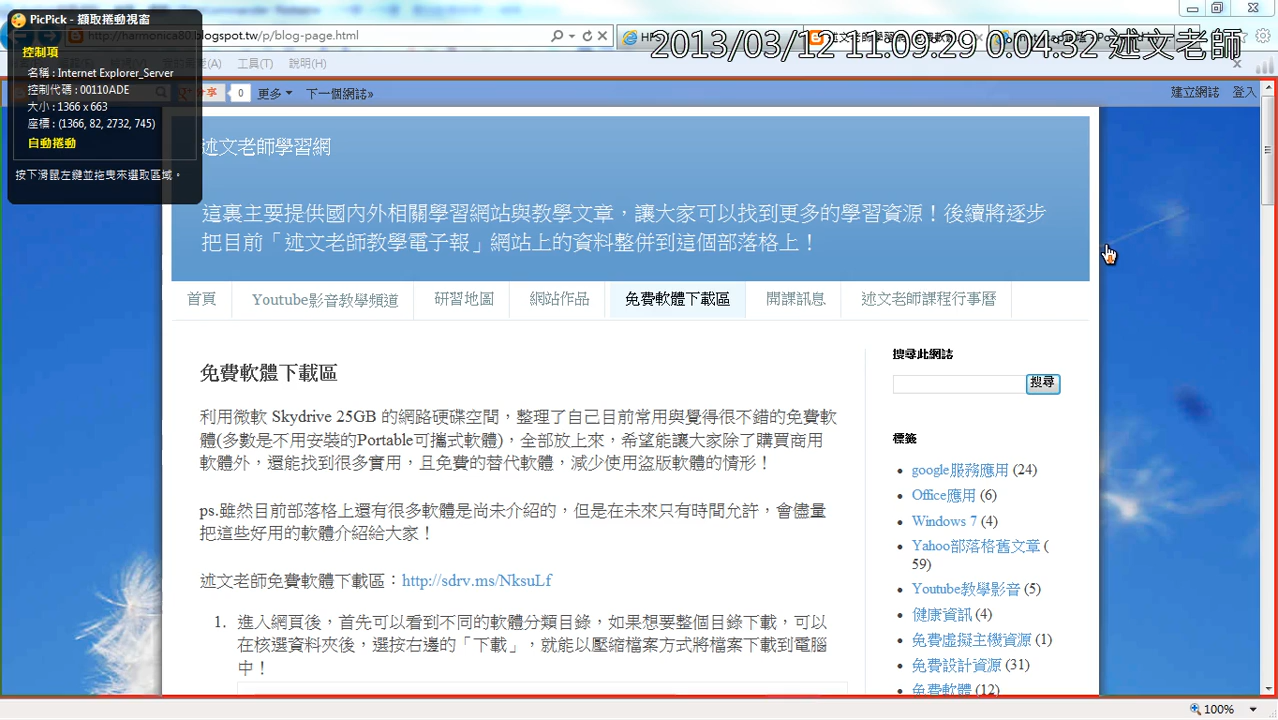 PicPick - 擷取捲動視窗
控制項
名稱 : Internet Explorer_Server
控制代碼 : 00110ADE
大小 : 1366 x 663
座標 : (1366, 82, 2732, 745)
自動捲動
按下滑鼠左鍵並拖曳來選取區域。
http://harmonica80.blogspot.tw/p/blog-page.html
2013/03/12 11:09:29 0:04:32 述文老師
工具(T) 說明(H)
分享 0 更多 下一個網誌»
建立網誌 登入
述文老師學習網
這裏主要提供國內外相關學習網站與教學文章，讓大家可以找到更多的學習資源！後續將逐步
把目前「述文老師教學電子報」網站上的資料整併到這個部落格上！
首頁 Youtube影音教學頻道 研習地圖 網站作品 免費軟體下載區 開課訊息 述文老師課程行事曆
免費軟體下載區
利用微軟 Skydrive 25GB 的網路硬碟空間，整理了自己目前常用與覺得很不錯的免費軟
體(多數是不用安裝的Portable可攜式軟體)，全部放上來，希望能讓大家除了購買商用
軟體外，還能找到很多實用，且免費的替代軟體，減少使用盜版軟體的情形！
ps.雖然目前部落格上還有很多軟體是尚未介紹的，但是在未來只有時間允許，會儘量
把這些好用的軟體介紹給大家！
述文老師免費軟體下載區：http://sdrv.ms/NksuLf
1. 進入網頁後，首先可以看到不同的軟體分類目錄，如果想要整個目錄下載，可以
在核選資料夾後，選按右邊的「下載」，就能以壓縮檔案方式將檔案下載到電腦
中！
搜尋此網誌
搜尋
標籤
google服務應用 (24)
Office應用 (6)
Windows 7 (4)
Yahoo部落格舊文章 (
59)
Youtube教學影音 (5)
健康資訊 (4)
免費虛擬主機資源 (1)
免費設計資源 (31)
免費軟體 (12)
100%